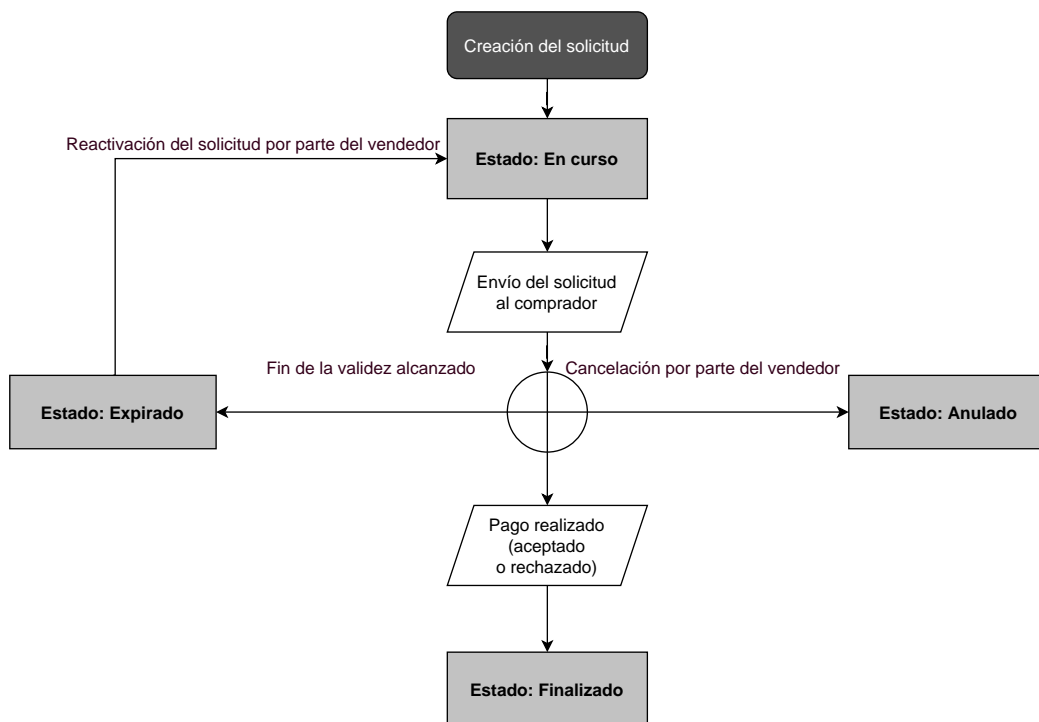 Creación del solicitud
Reactivación del solicitud por parte del vendedor
Estado: En curso
Envío del solicitud
al comprador
Fin de la validez alcanzado
Cancelación por parte del vendedor
Estado: Expirado
Estado: Anulado
Pago realizado
(aceptado
o rechazado)
Estado: Finalizado